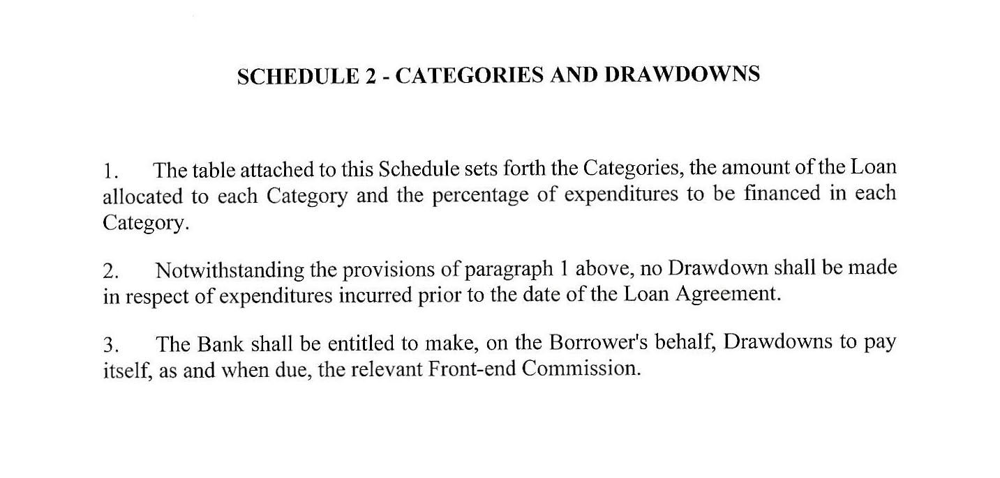 SCHEDULE 2 - CATEGORIES AND DRAWDOWNS
1. The table attached to this Schedule sets forth the Categories, the amount of the Loan
allocated to each Category and the percentage of expenditures to be financed in each
Category.
2. Notwithstanding the provisions of paragraph 1 above, no Drawdown shall be made
in respect of expenditures incurred prior to the date of the Loan Agreement.
3. The Bank shall be entitled to make, on the Borrower's behalf, Drawdowns to pay
itself, as and when due, the relevant Front-end Commission.